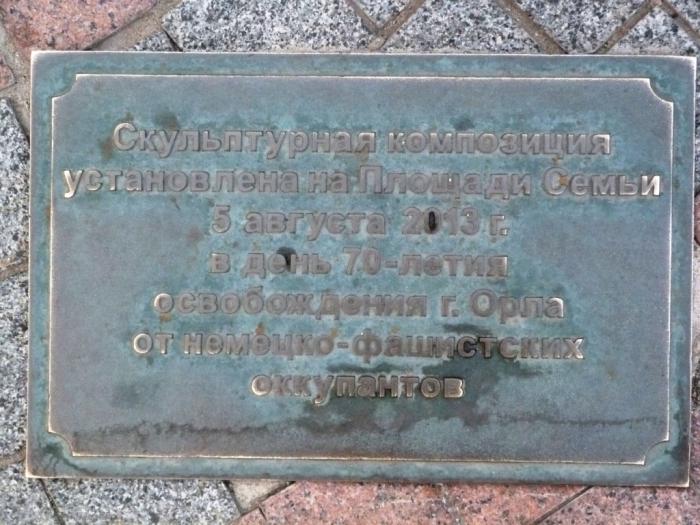 Скульптурная композиция
установлена на Площади Семьи
5 августа 2013 г.
в день 70-летия
освобождения г. Орла
от немецко-фашистских
оккупантов